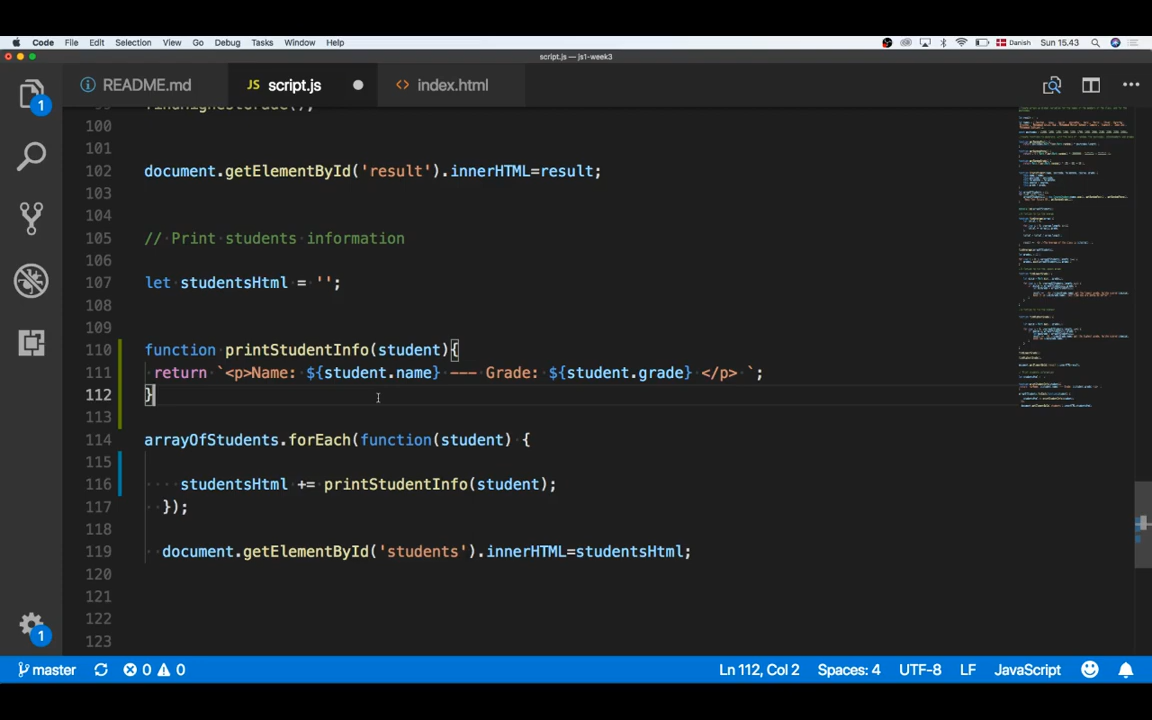 Code File Edit Selection View Go Debug Tasks Window Help Danish Sun 15.43
script.js — js1-week3
README.md JS script.js <> index.html
100
101
102 document.getElementById('result').innerHTML=result;
103
104
105 // Print students information
106
107 let studentsHtml = '';
108
109
110 function printStudentInfo(student){
111 return `<p>Name: ${student.name} --- Grade: ${student.grade} </p> `;
112 }
113
114 arrayOfStudents.forEach(function(student) {
115
116 studentsHtml += printStudentInfo(student);
117 });
118
119 document.getElementById('students').innerHTML=studentsHtml;
120
121
122
123
1
1
master 0 0 Ln 112, Col 2 Spaces: 4 UTF-8 LF JavaScript